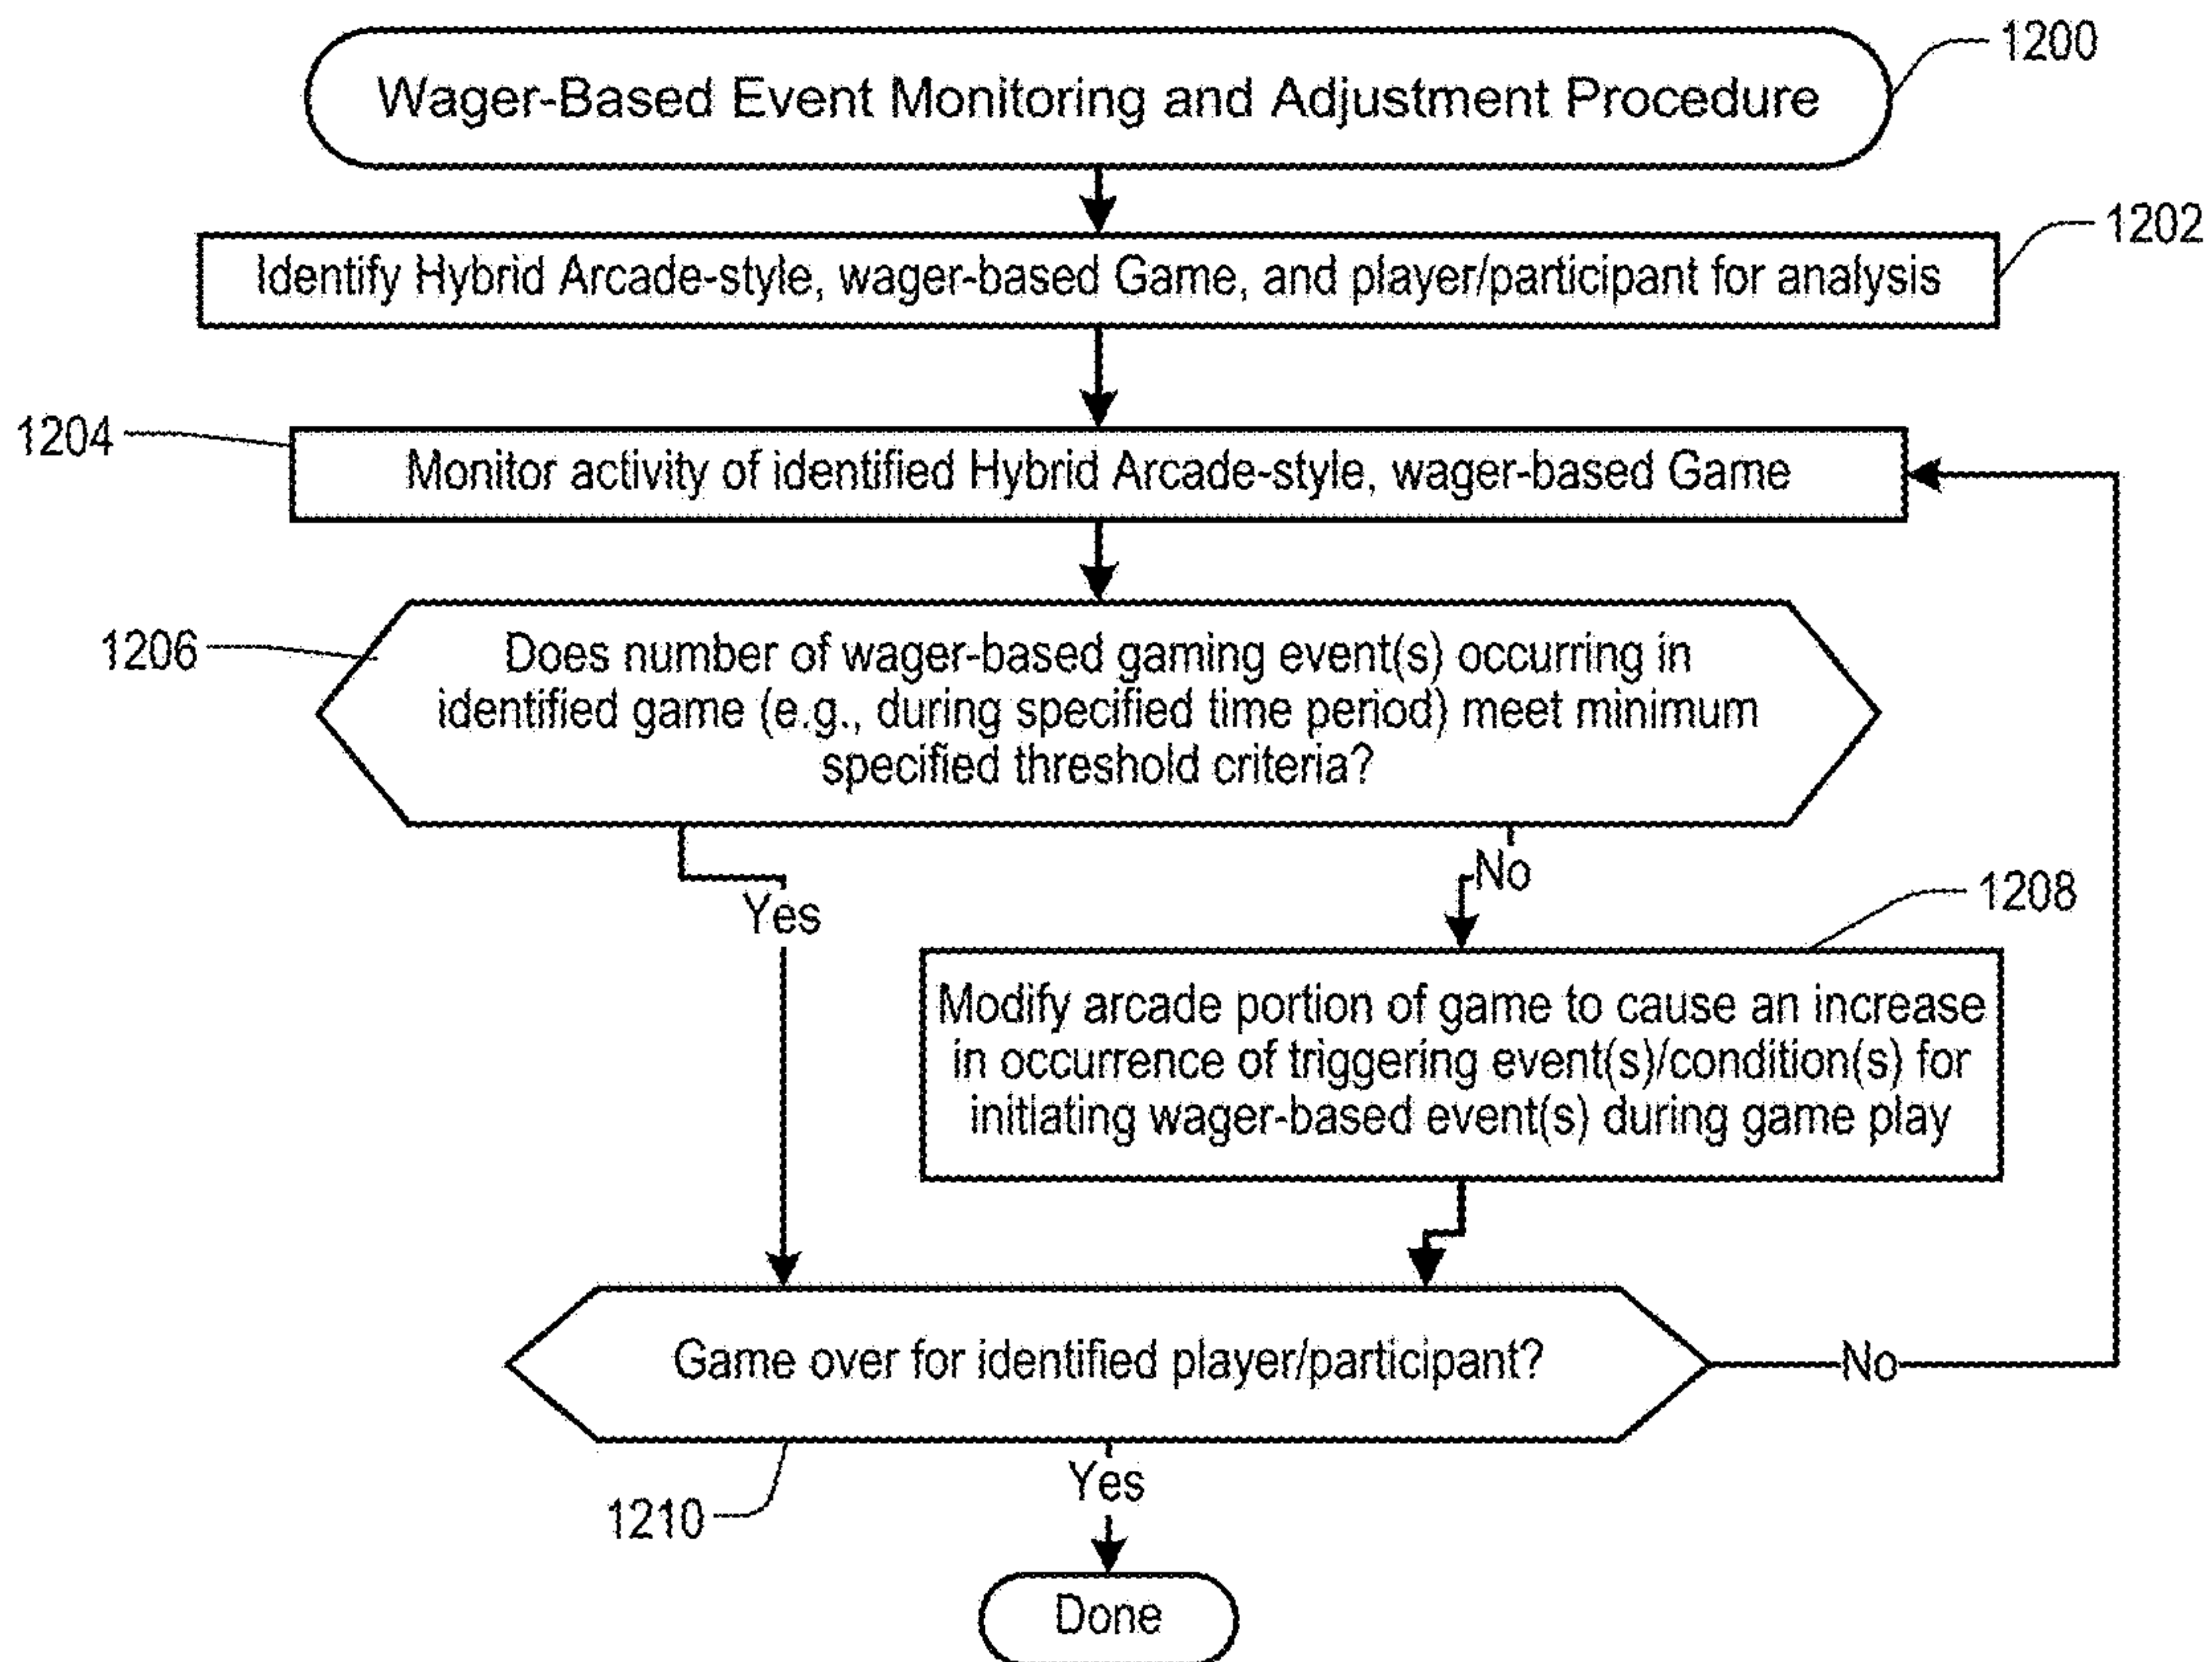 1200
Wager-Based Event Monitoring and Adjustment Procedure
1202
Identify Hybrid Arcade-style, wager-based Game, and player/participant for analysis
1204
Monitor activity of identified Hybrid Arcade-style, wager-based Game
1206
Does number of wager-based gaming event(s) occurring in
identified game (e.g., during specified time period) meet minimum
specified threshold criteria?
Yes
No
1208
Modify arcade portion of game to cause an increase
in occurrence of triggering event(s)/condition(s) for
initiating wager-based event(s) during game play
Game over for identified player/participant?
No
1210
Yes
Done